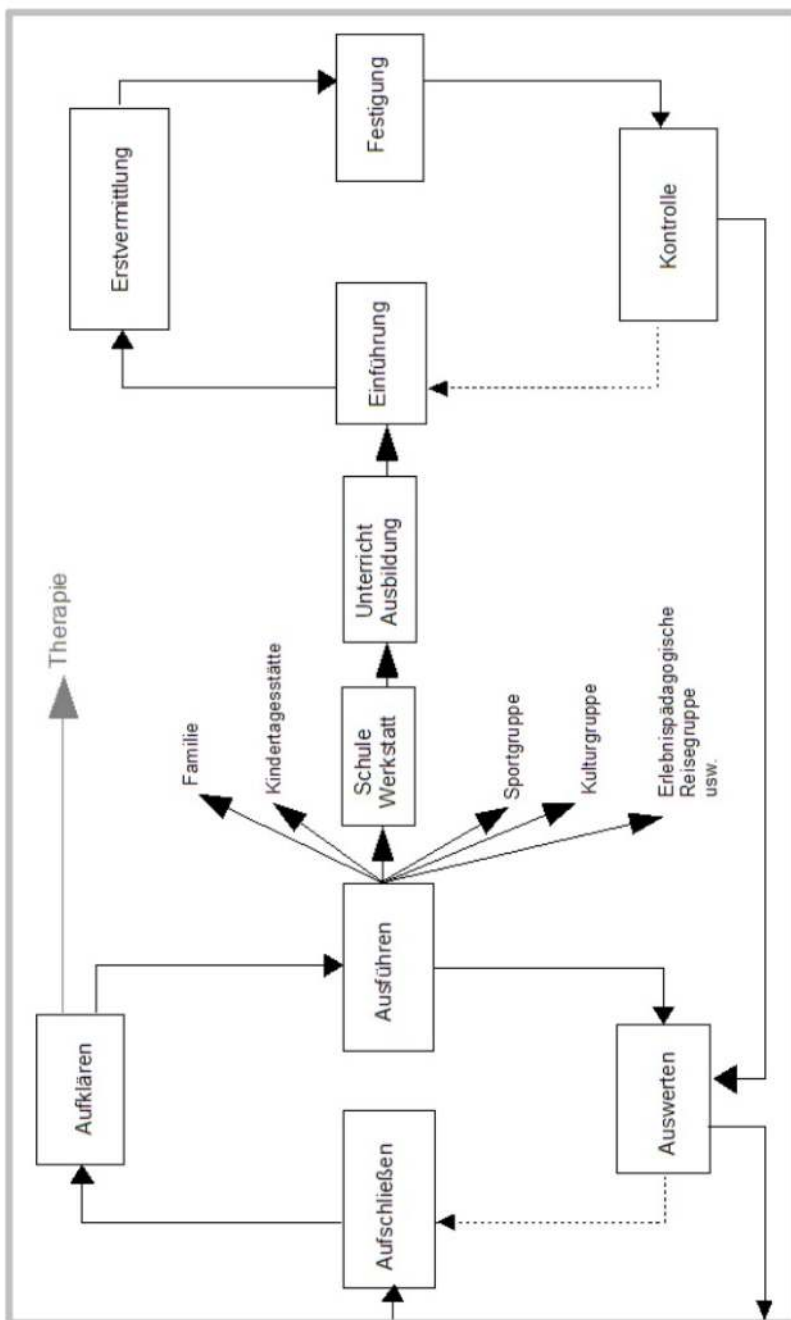 Therapie
Aufklären
Erstvermittlung
Familie
Kindertagesstätte
Aufschließen
Ausführen
Schule
Werkstatt
Unterricht
Ausbildung
Einführung
Festigung
Sportgruppe
Kulturgruppe
Erlebnispädagogische
Reisegruppe
usw.
Auswerten
Kontrolle